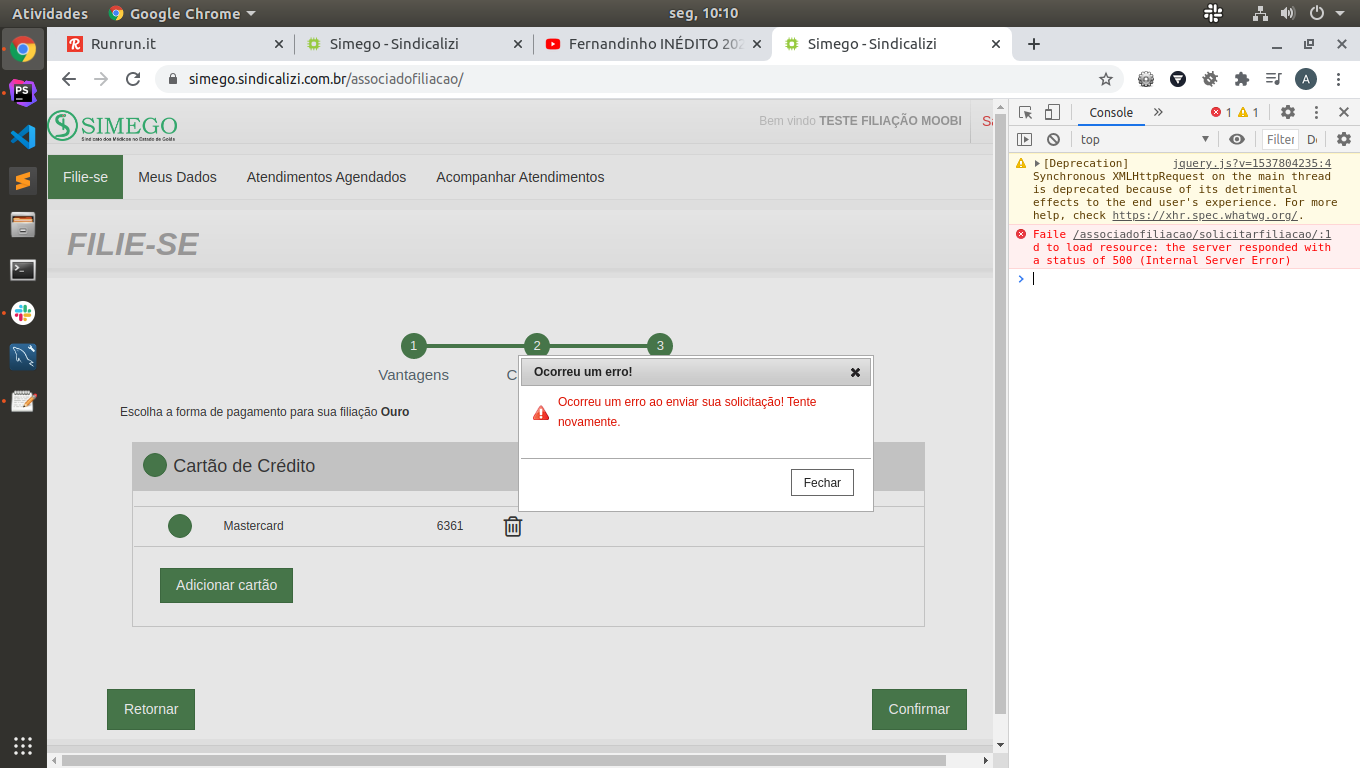 Atividades
Google Chrome
seg, 10:10
Runrun.it
Simego - Sindicalizi
Fernandinho INÉDITO 202
Simego - Sindicalizi
simego.sindicalizi.com.br/associadofiliacao/
A
PS
SIMEGO
Sindicato dos Médicos no Estado de Goiás
Bem vindo TESTE FILIAÇÃO MOOBI
Sa
Filie-se
Meus Dados
Atendimentos Agendados
Acompanhar Atendimentos
FILIE-SE
1
2
3
Vantagens
C
Escolha a forma de pagamento para sua filiação Ouro
Cartão de Crédito
Mastercard
6361
Adicionar cartão
Retornar
Confirmar
Ocorreu um erro!
Ocorreu um erro ao enviar sua solicitação! Tente
novamente.
Fechar
Console
1
1
top
Filter
D
[Deprecation] jquery.js?v=1537804235:4
Synchronous XMLHttpRequest on the main thread
is deprecated because of its detrimental
effects to the end user's experience. For more
help, check https://xhr.spec.whatwg.org/.
Faile /associadofiliacao/solicitarfiliacao/:1
d to load resource: the server responded with
a status of 500 (Internal Server Error)